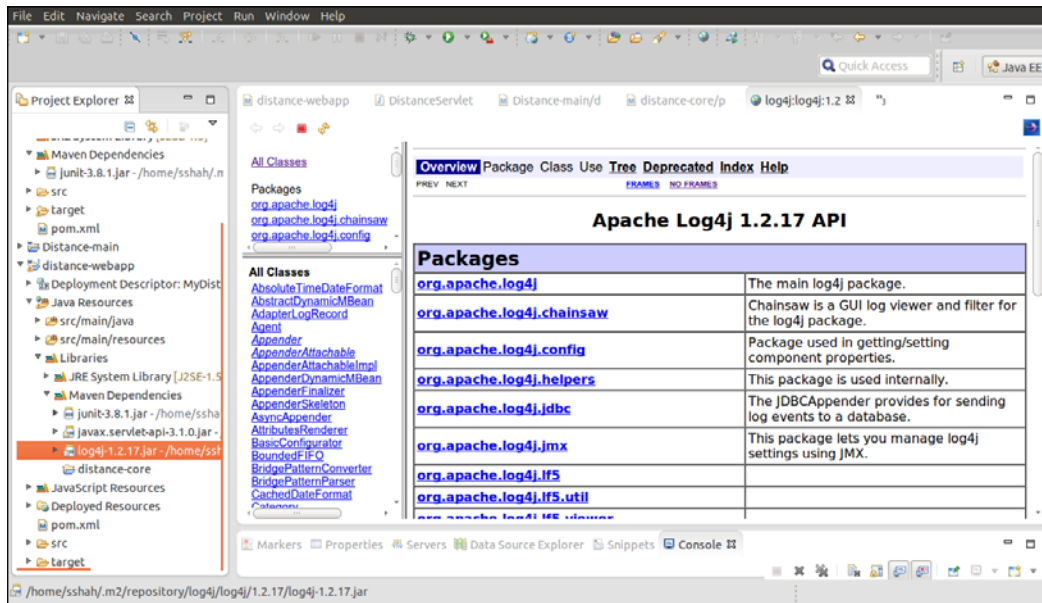 File Edit Navigate Search Project Run Window Help
Quick Access
Java EE
Project Explorer
distance-webapp
DistanceServlet
Distance-main/d
distance-core/p
log4j:log4j:1.2
Maven Dependencies
junit-3.8.1.jar - /home/sshah/.n
src
target
pom.xml
Distance-main
distance-webapp
Deployment Descriptor: MyDist
Java Resources
src/main/java
src/main/resources
Libraries
JRE System Library [J2SE-1.5
Maven Dependencies
junit-3.8.1.jar - /home/ssha
javax.servlet-api-3.1.0.jar -
log4j-1.2.17.jar - /home/ssh
distance-core
JavaScript Resources
Deployed Resources
pom.xml
src
target
All Classes
Packages
org.apache.log4j
org.apache.log4j.chainsaw
org.apache.log4j.config
All Classes
AbsoluteTimeDateFormat
AbstractDynamicMBean
AdapterLogRecord
Agent
Appender
AppenderAttachable
AppenderAttachableImpl
AppenderDynamicMBean
AppenderFinalizer
AppenderSkeleton
AsyncAppender
AttributesRenderer
BasicConfigurator
BoundedFIFO
BridgePatternConverter
BridgePatternParser
CachedDateFormat
Category
Overview Package Class Use Tree Deprecated Index Help
PREV NEXT FRAMES NO FRAMES
Apache Log4j 1.2.17 API
Packages
org.apache.log4j The main log4j package.
org.apache.log4j.chainsaw Chainsaw is a GUI log viewer and filter for
the log4j package.
org.apache.log4j.config Package used in getting/setting
component properties.
org.apache.log4j.helpers This package is used internally.
org.apache.log4j.jdbc The JDBCAppender provides for sending
log events to a database.
org.apache.log4j.jmx This package lets you manage log4j
settings using JMX.
org.apache.log4j.lf5
org.apache.log4j.lf5.util
org.apache.log4j.lf5.viewer
Markers Properties Servers Data Source Explorer Snippets Console
/home/sshah/.m2/repository/log4j/log4j/1.2.17/log4j-1.2.17.jar